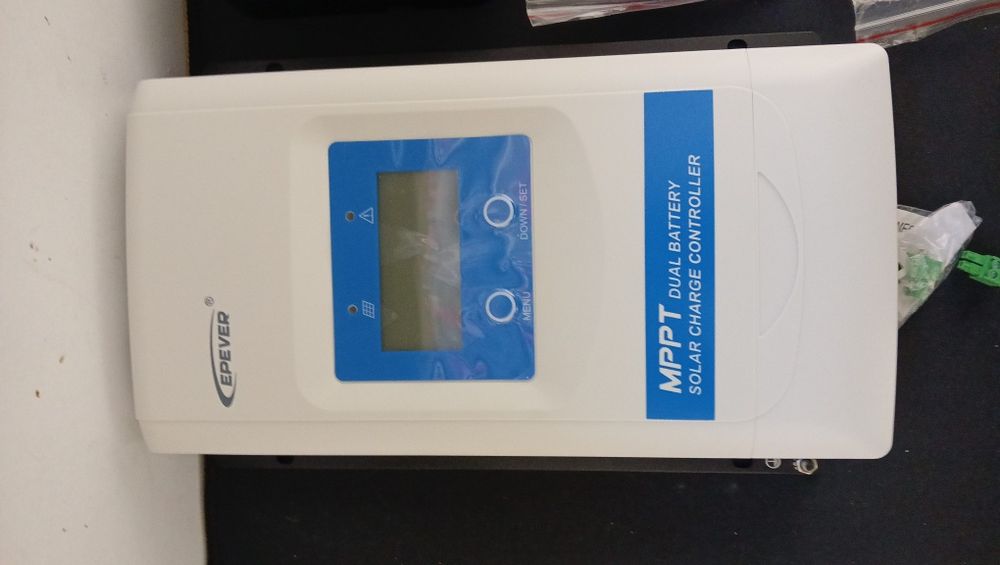 EPEVER®
MENU
DOWN / SET
MPPT DUAL BATTERY
SOLAR CHARGE CONTROLLER